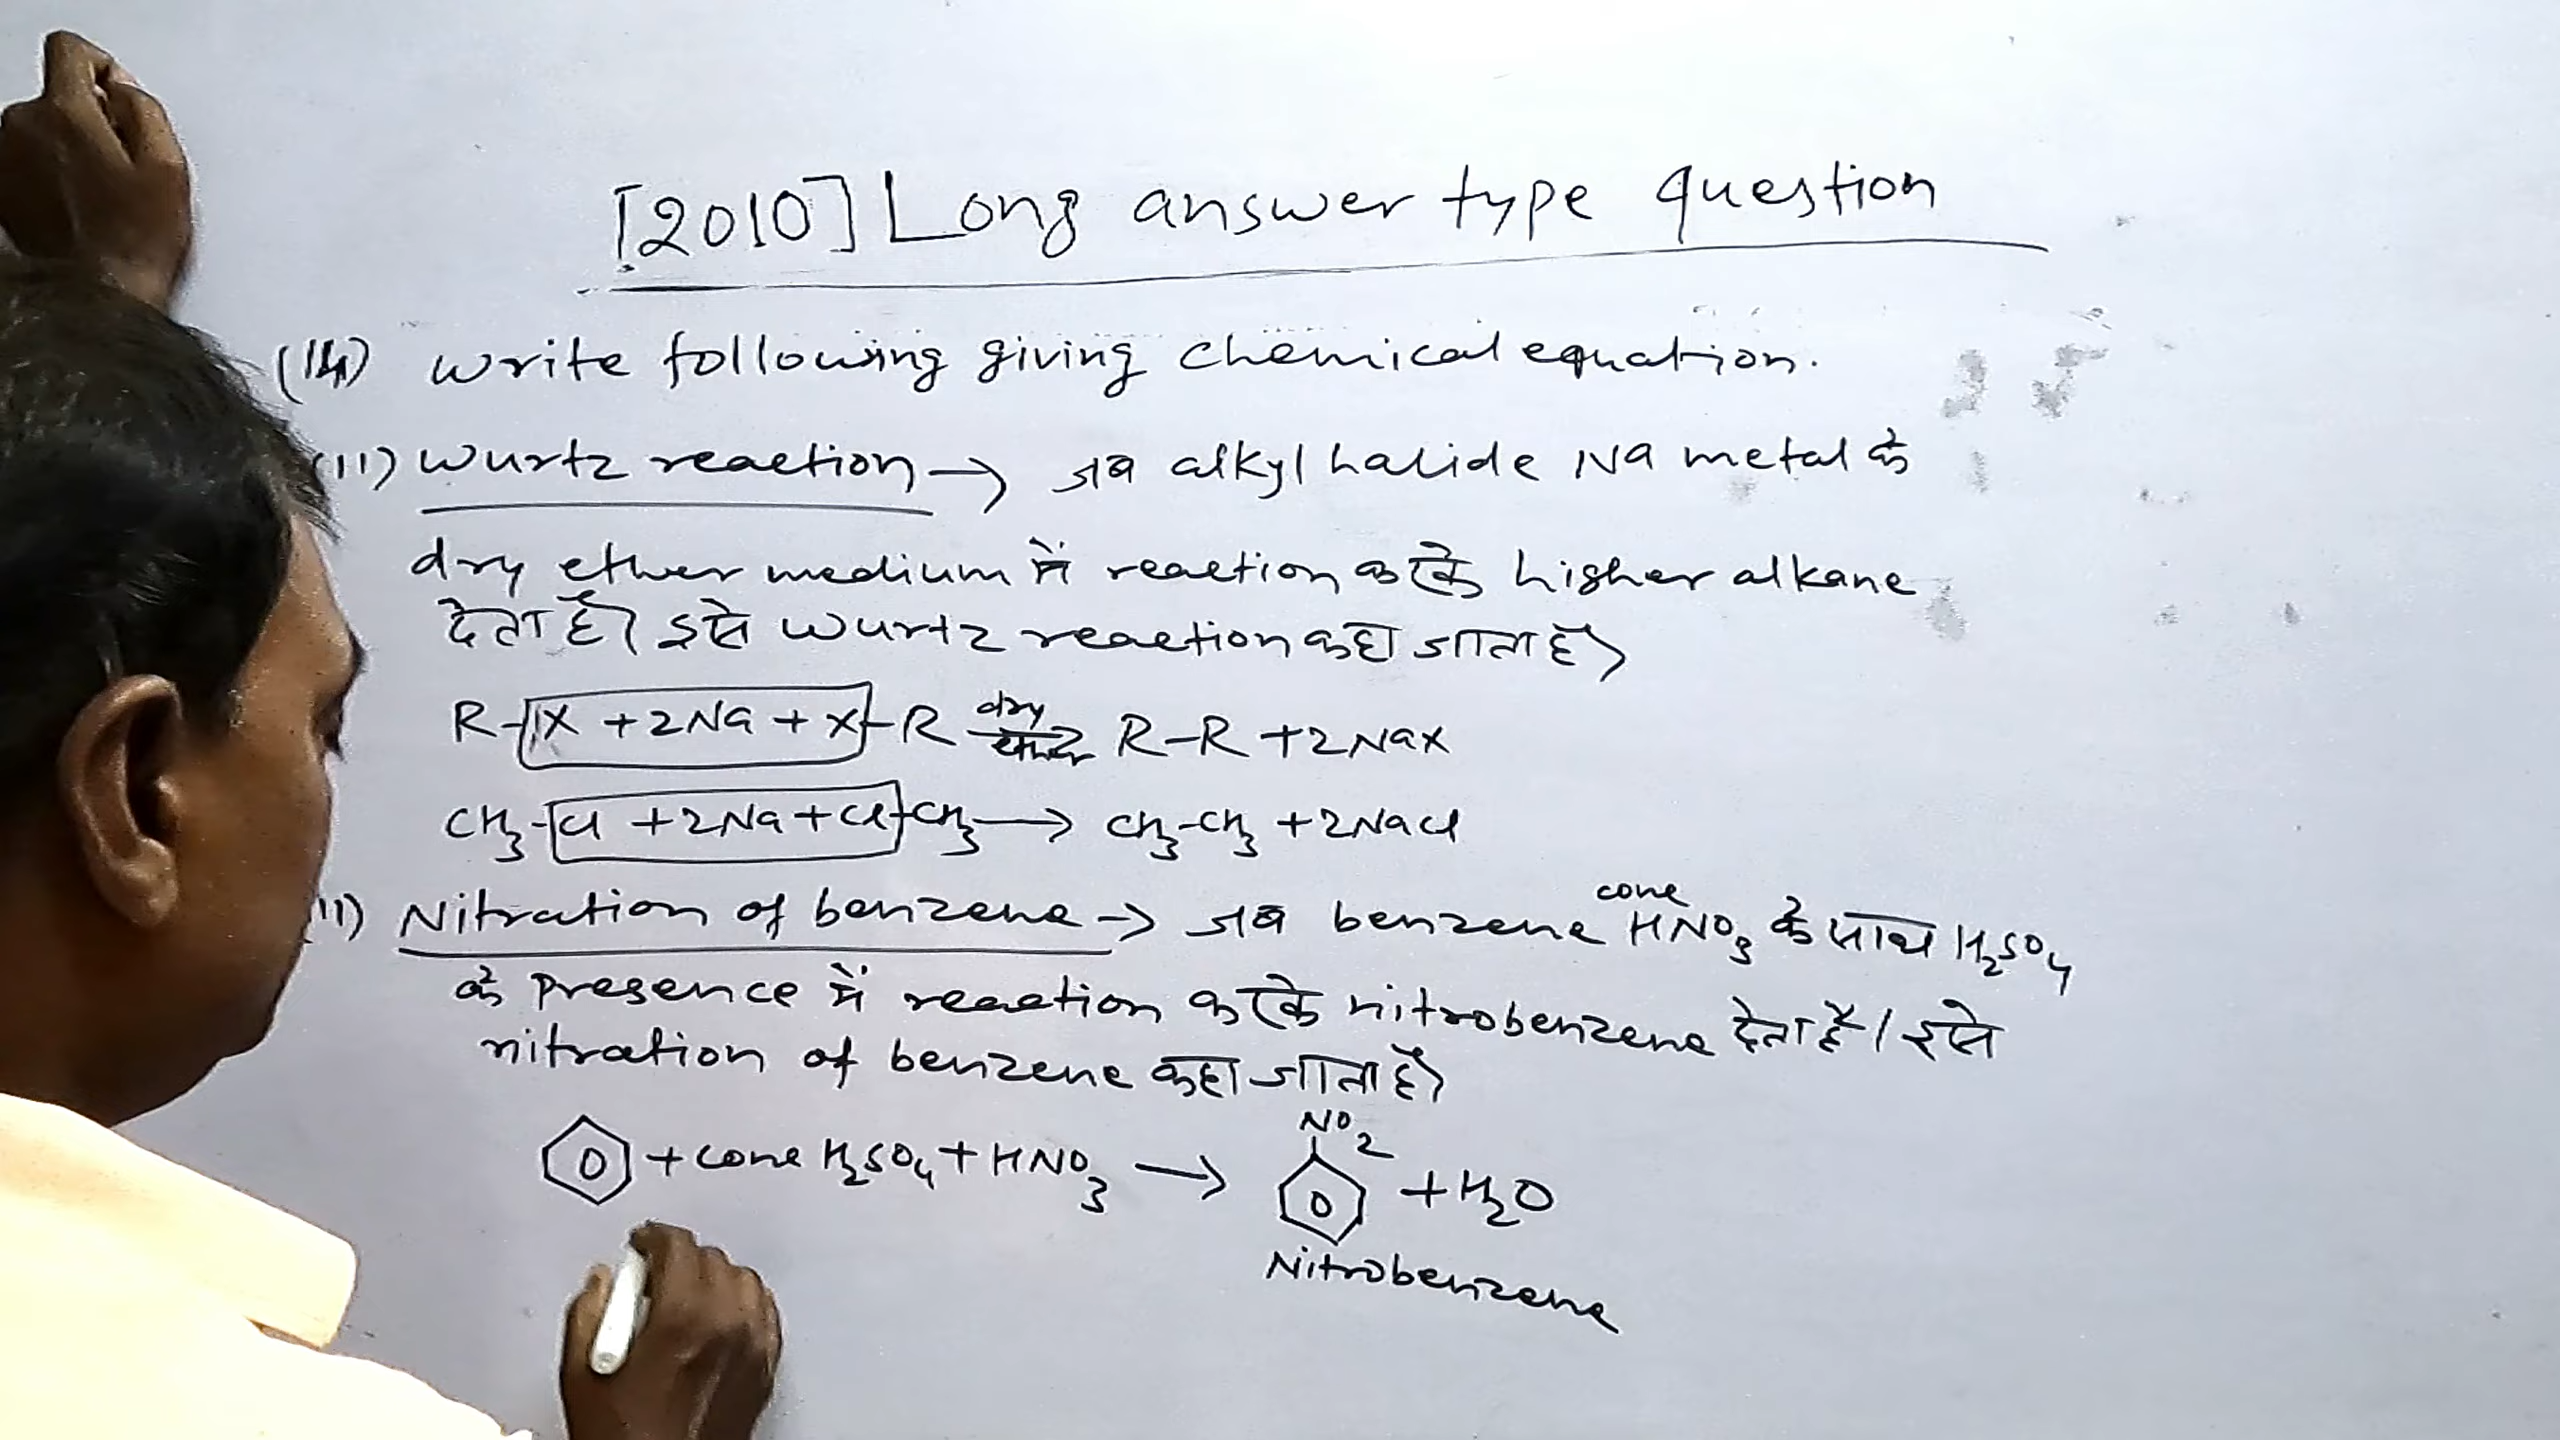 [2010] Long answer type question
(14) Write following giving chemical equation.
(11) Wurtz reaction → जब alkyl halide Na metal के
dry ether medium में reaction करके higher alkane
देता है। इसे Wurtz reaction कहा जाता है।
R-X + 2Na + X-R dry ether R-R + 2NaX
CH3-Cl + 2Na + Cl-CH3 → CH3-CH3 + 2NaCl
11) Nitration of benzene → जब benzene conc HNO3 के साथ H2SO4
के presence में reaction करके nitrobenzene देता है। इसे
nitration of benzene कहा जाता है।
+ conc H2SO4 + HNO3 → NO2 + H2O
Nitrobenzene